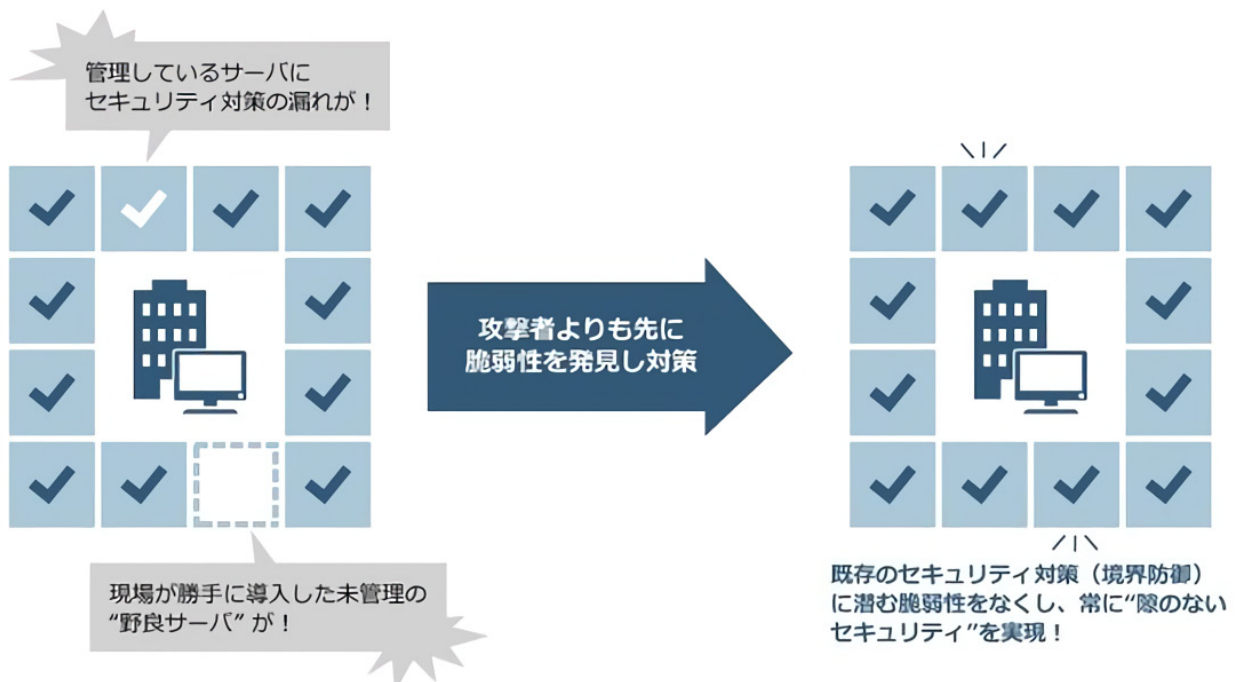 管理しているサーバに
セキュリティ対策の漏れが！
攻撃者よりも先に
脆弱性を発見し対策
現場が勝手に導入した未管理の
“野良サーバ” が！
既存のセキュリティ対策（境界防御）
に潜む脆弱性をなくし、常に“隙のない
セキュリティ”を実現！